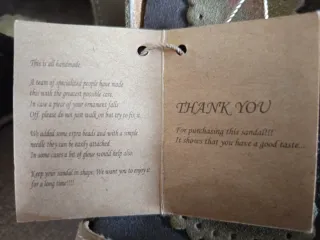 This is all handmade.
A team of specialized people have made
this with the greatest possible care.
In case a piece of your ornament falls
Off, please do not just walk on but try to fix it.
We added some extra beads and with a simple
needle they can be easily attached.
In some cases a bit of glue would help also.
Keep your sandal in shape; We want you to enjoy it
for a long time!!!!
THANK YOU
For purchasing this sandal!!!
It shows that you have a good taste...